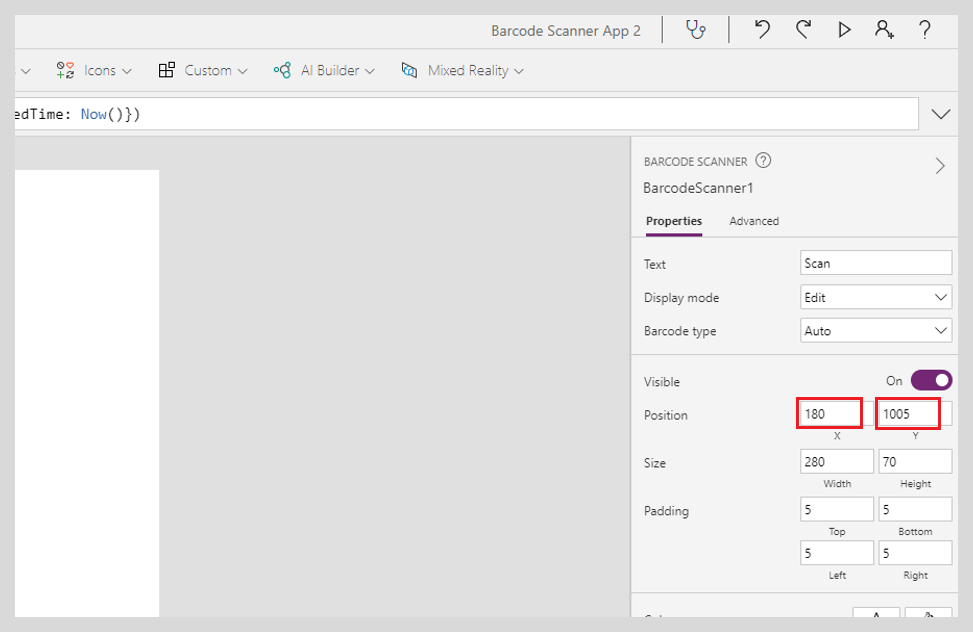 Barcode Scanner App 2
Icons Custom AI Builder Mixed Reality
edTime: Now()})
BARCODE SCANNER
BarcodeScanner1
Properties Advanced
Text Scan
Display mode Edit
Barcode type Auto
Visible On
Position 180 1005
X Y
Size 280 70
Width Height
Padding 5 5
Top Bottom
5 5
Left Right